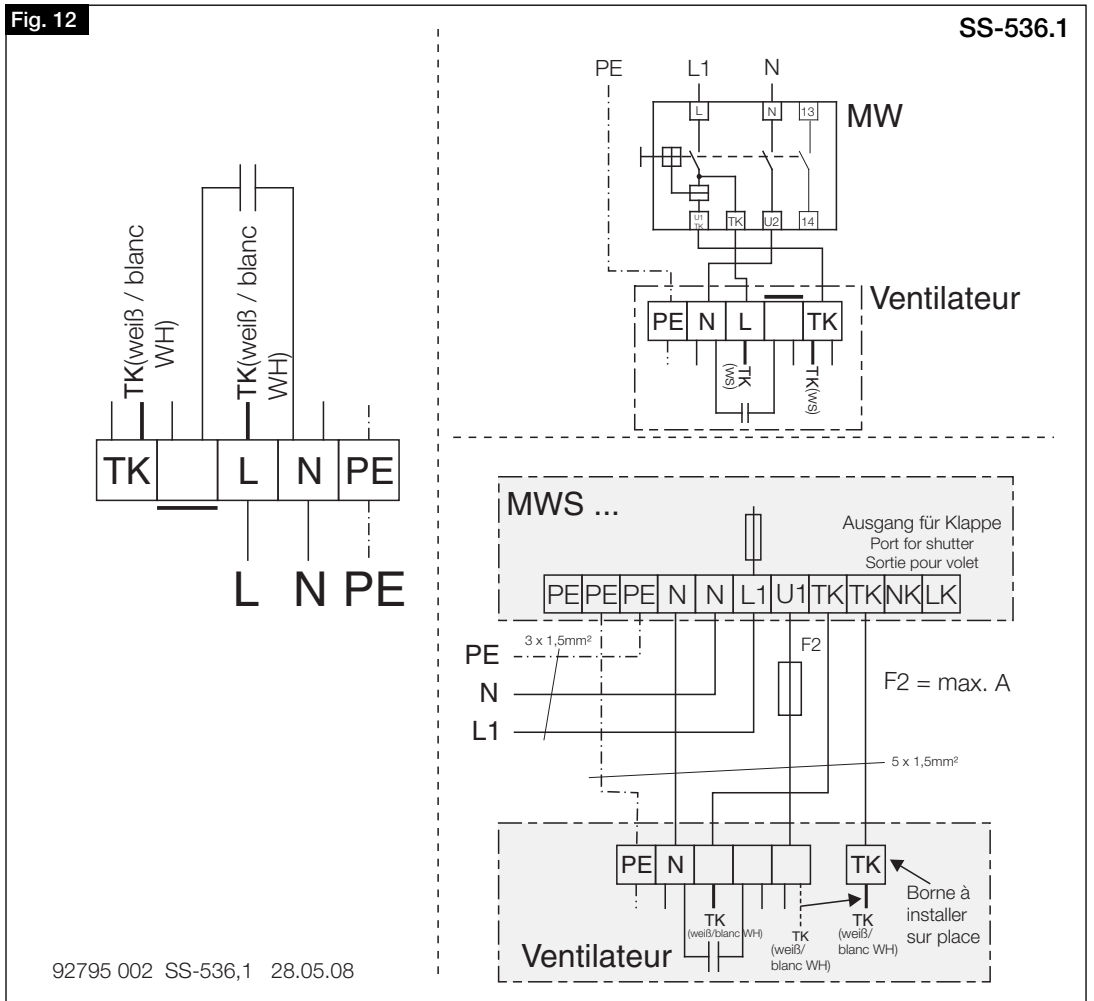 Fig. 12
SS-536.1
TK(weiß / blanc
WH)
TK(weiß / blanc
WH)
TK L N PE
L N PE
PE L1 N
L N 13
MW
U1
TK
TK U2 14
Ventilateur
PE N L TK
TK
(ws)
TK(ws)
MWS ...
Ausgang für Klappe
Port for shutter
Sortie pour volet
PE PE PE N N L1 U1 TK TK NK LK
3 x 1,5mm²
PE
N
L1
F2
F2 = max. A
5 x 1,5mm²
PE N TK
Borne à
installer
sur place
TK
(weiß/blanc WH)
TK
(weiß/
blanc WH)
TK
(weiß/
blanc WH)
Ventilateur
92795 002 SS-536,1 28.05.08